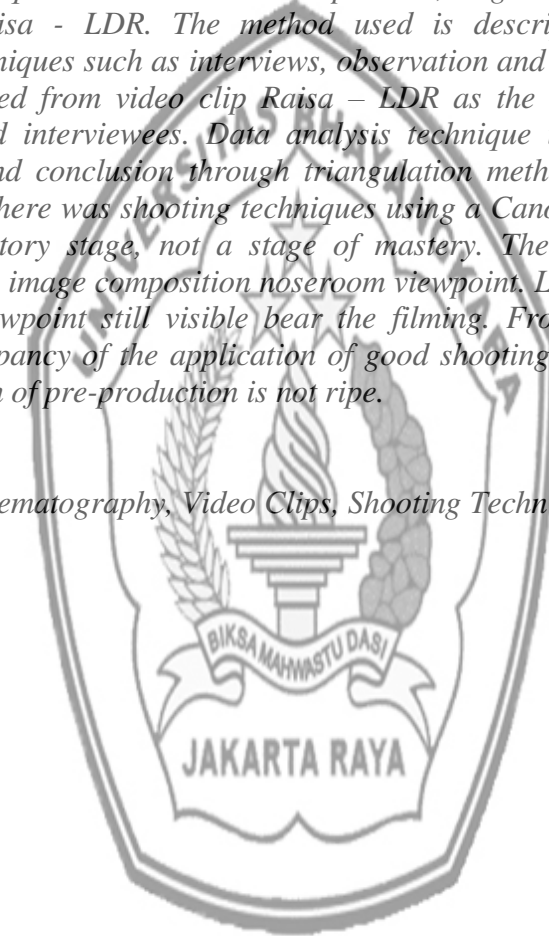 isa - LDR. The method used is descri
niques such as interviews, observation and
ed from video clip Raisa – LDR as the
d interviewees. Data analysis technique
nd conclusion through triangulation meth
here was shooting techniques using a Cano
tory stage, not a stage of mastery. The
image composition noseroom viewpoint. L
wpoint still visible bear the filming. Fro
pancy of the application of good shooting
n of pre-production is not ripe.
ematography, Video Clips, Shooting Techn
UNIVERSITAS BHAYANGKARA
BIKSA MAHWASTU DASI
JAKARTA RAYA